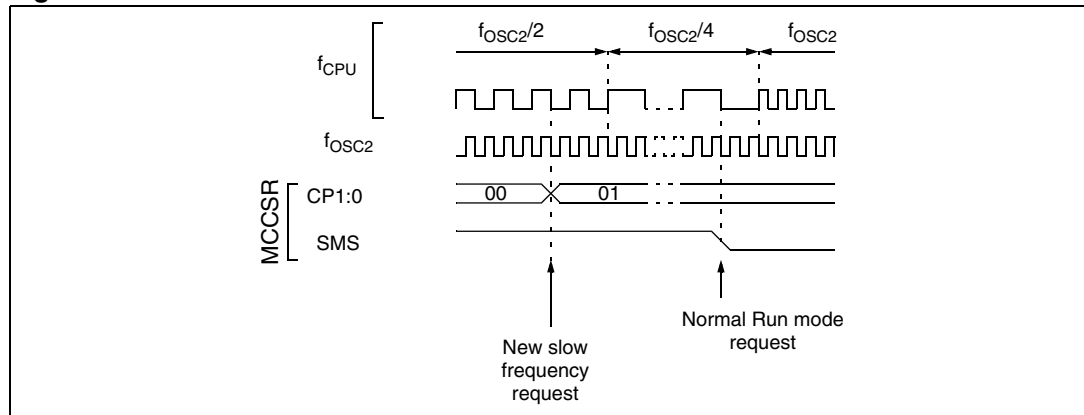 fOSC2/2 fOSC2/4 fOSC2
fCPU
fOSC2
MCCSR
CP1:0 00 01
SMS
New slow
frequency
request
Normal Run mode
request